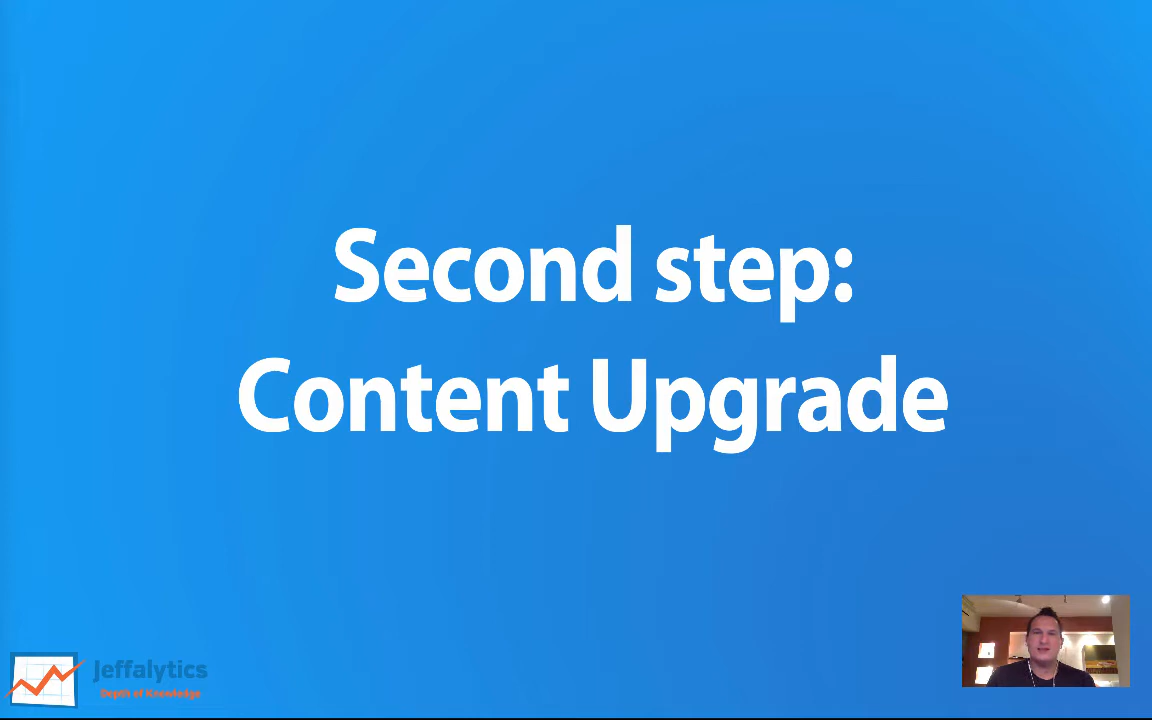 Second step:
Content Upgrade
Jeffalytics
Depth of Knowledge